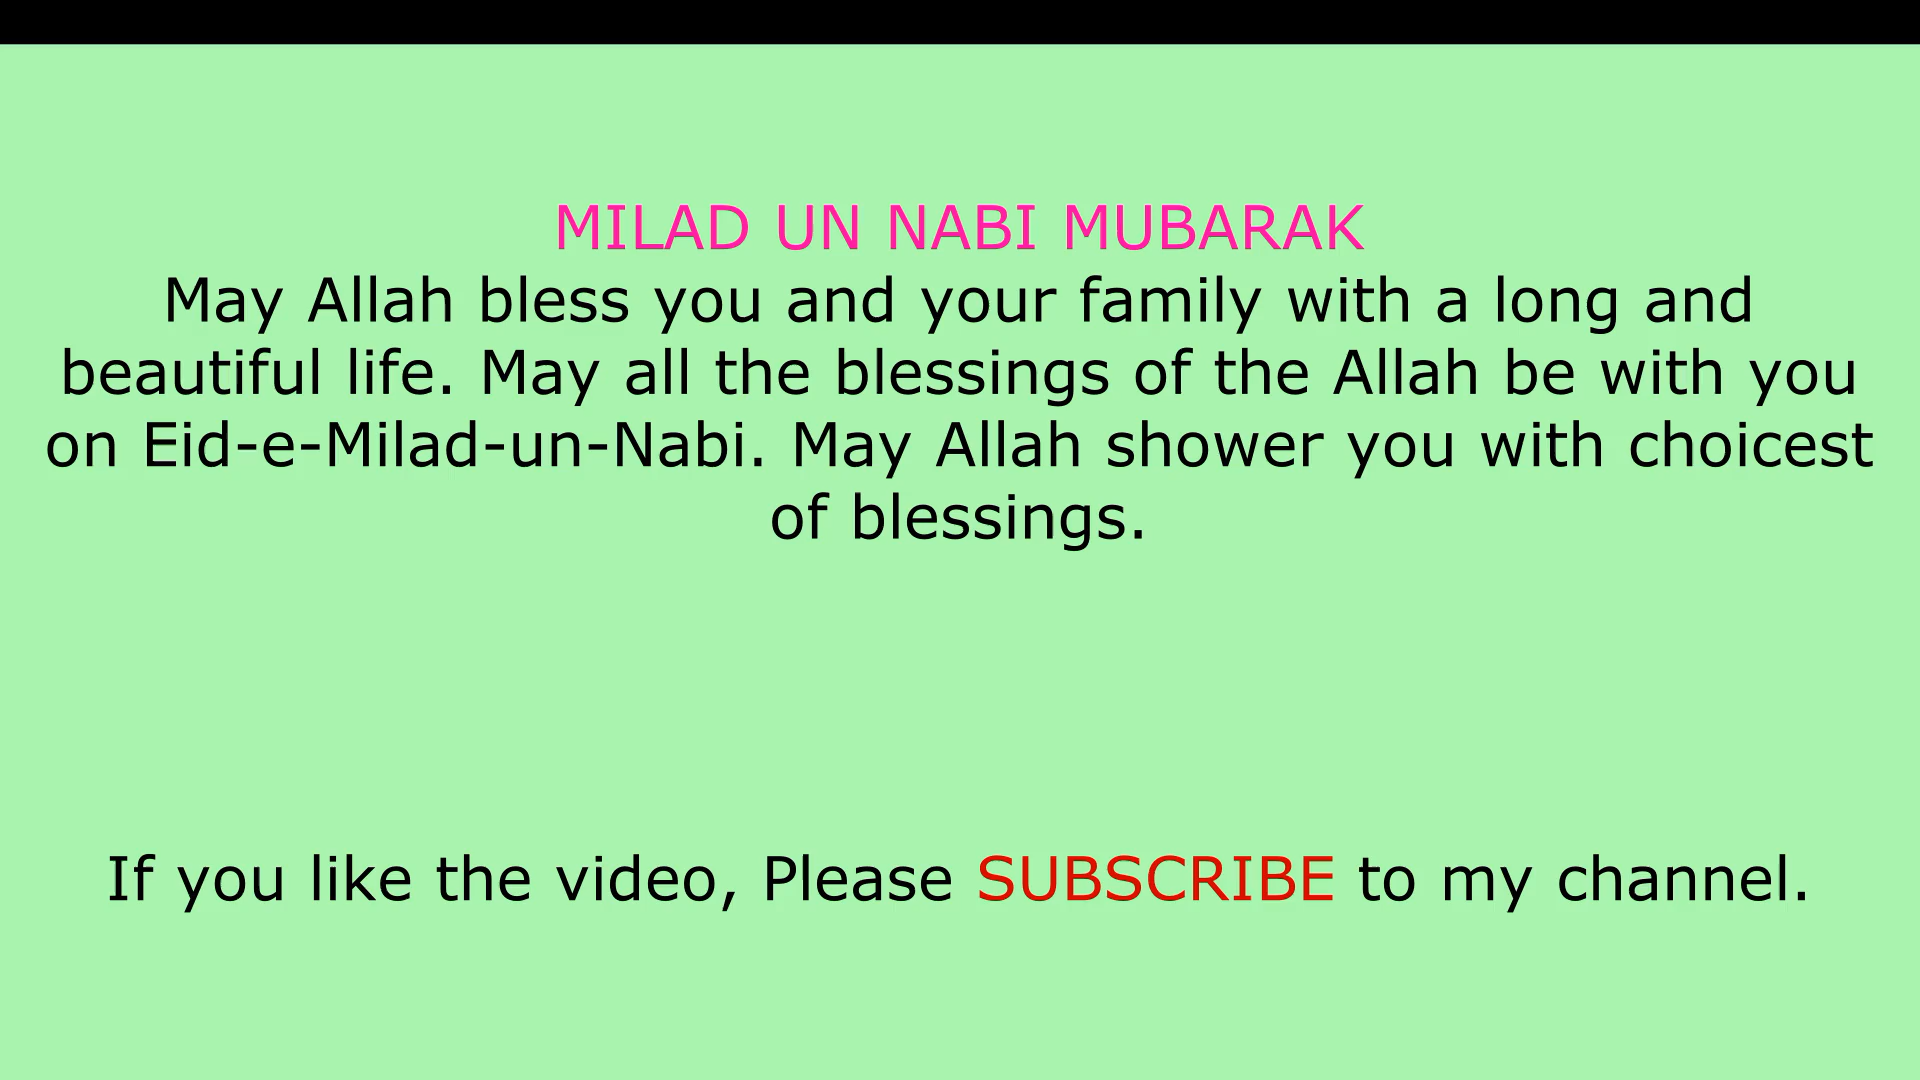 MILAD UN NABI MUBARAK
May Allah bless you and your family with a long and
beautiful life. May all the blessings of the Allah be with you
on Eid-e-Milad-un-Nabi. May Allah shower you with choicest
of blessings.
If you like the video, Please SUBSCRIBE to my channel.